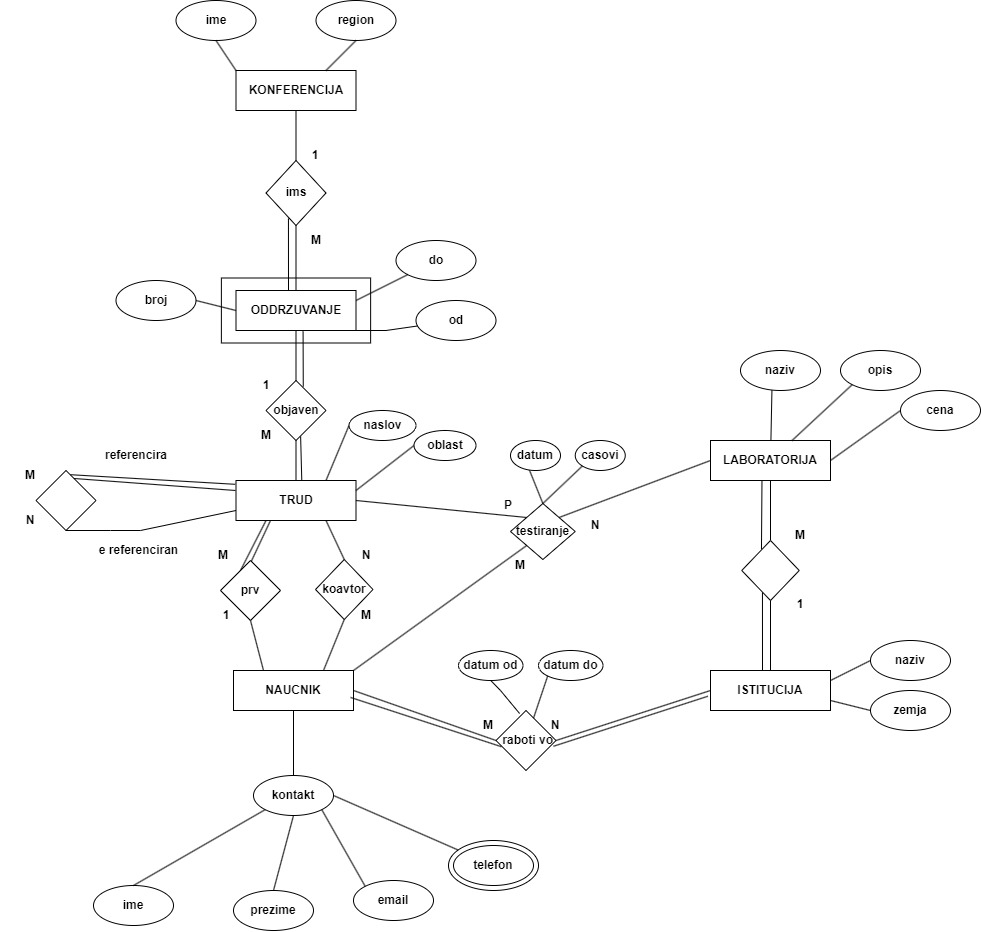 ime
region
KONFERENCIJA
1
ims
M
do
broj
ODDRZUVANJE
od
1
objaven
M
naslov
oblast
naziv
opis
cena
referencira
M
N
e referenciran
TRUD
datum
casovi
P
testiranje
N
M
LABORATORIJA
M
1
M
prv
1
N
koavtor
M
NAUCNIK
datum od
datum do
M
N
raboti vo
ISTITUCIJA
naziv
zemja
kontakt
ime
prezime
email
telefon